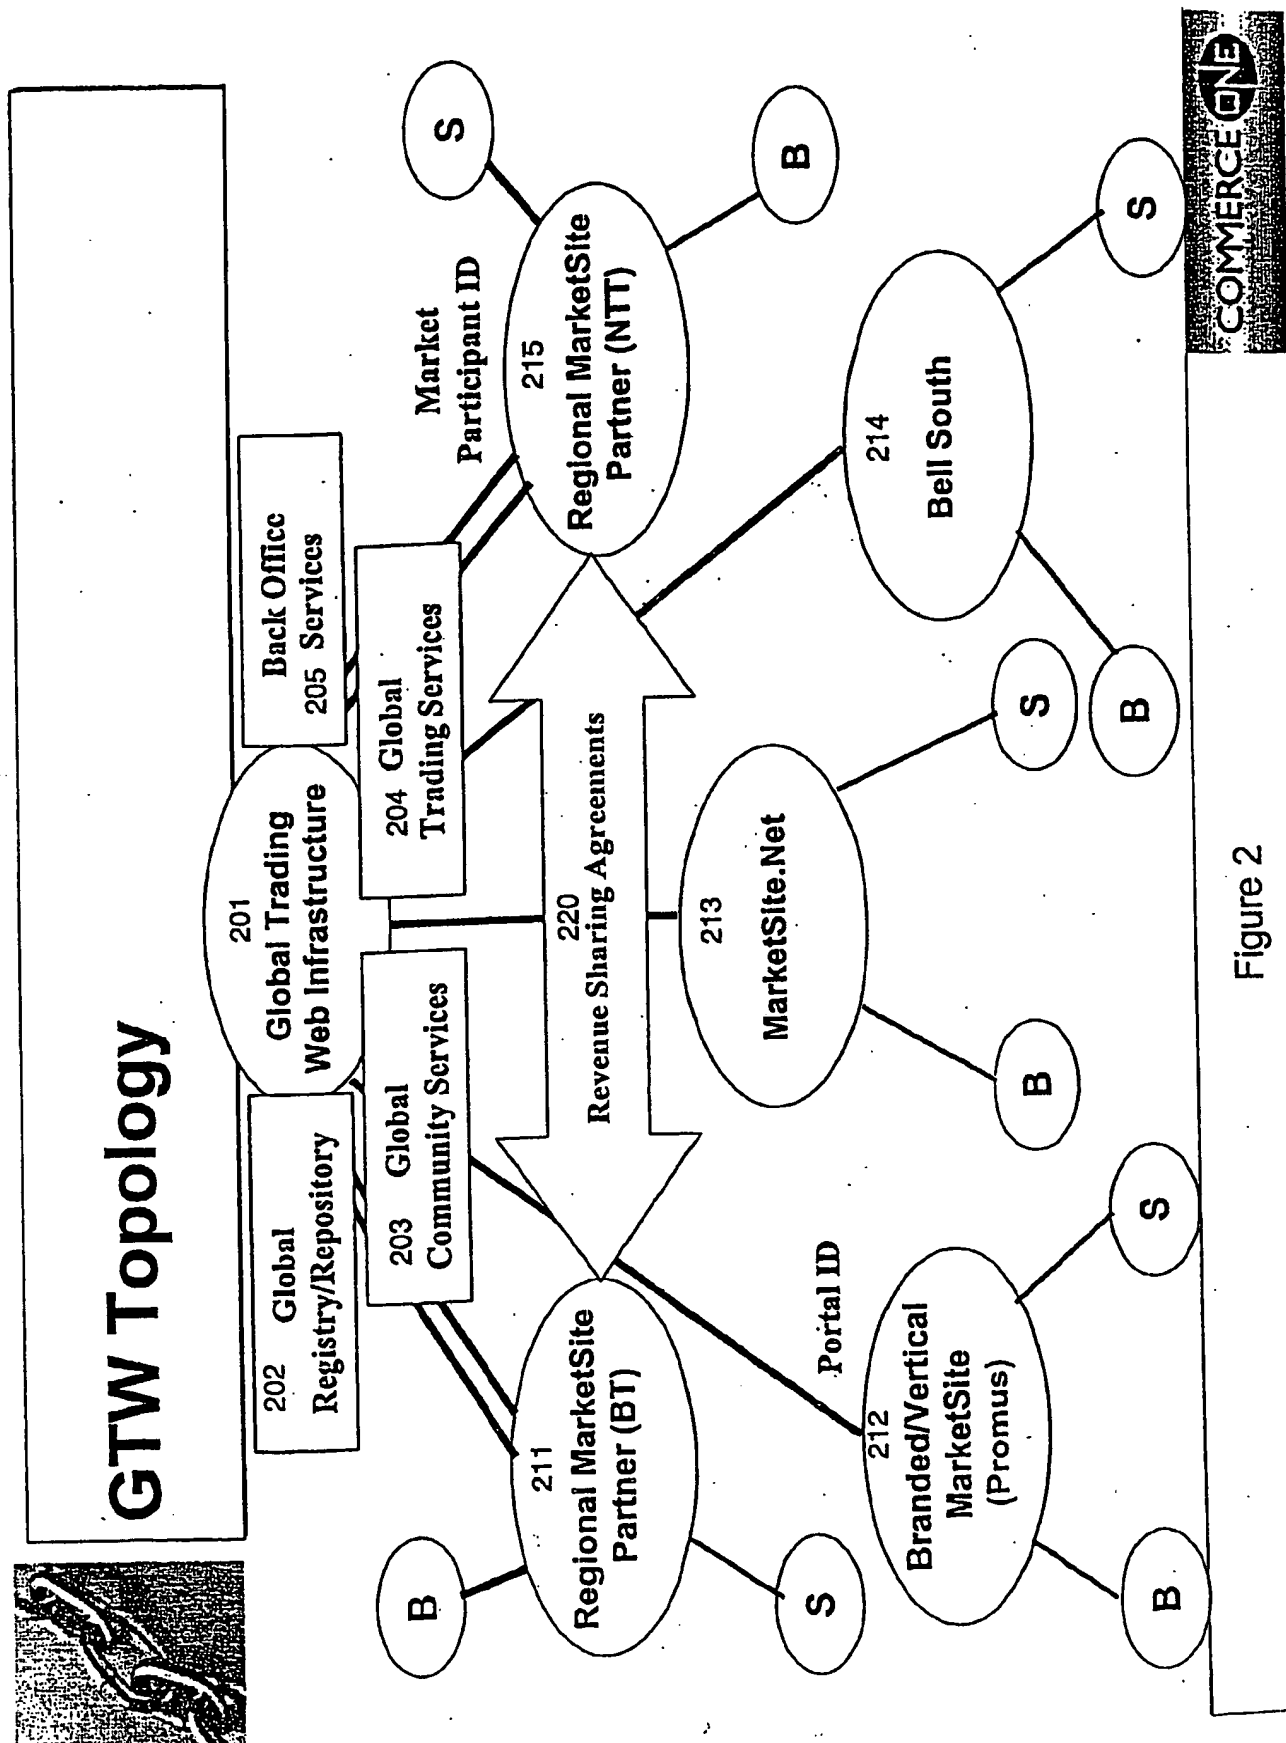 GTW Topology
201
Global Trading
Web Infrastructure
202 Global
Registry/Repository
Back Office
205 Services
203 Global
Community Services
204 Global
Trading Services
Market
Participant ID
B
S
211
Regional MarketSite
Partner (BT)
220
Revenue Sharing Agreements
215
Regional MarketSite
Partner (NTT)
S
B
213
MarketSite.Net
Portal ID
212
Branded/Vertical
MarketSite
(Promus)
214
Bell South
B
S
B
S
B
S
Figure 2
COMMERCE ONE